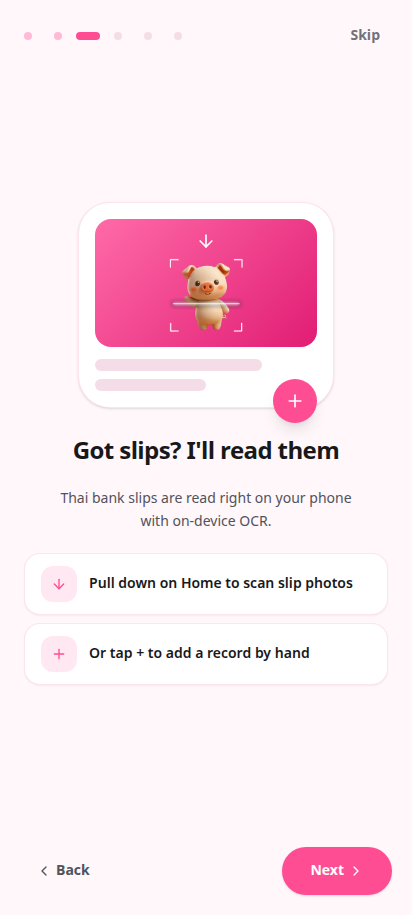 Skip
Got slips? I'll read them
Thai bank slips are read right on your phone
with on-device OCR.
Pull down on Home to scan slip photos
Or tap + to add a record by hand
Back
Next